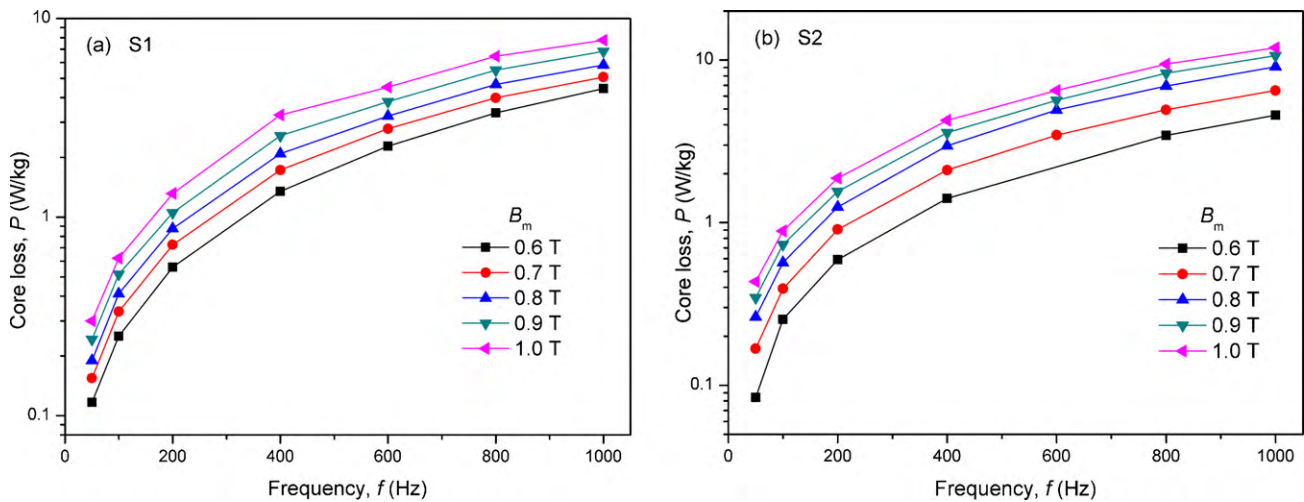 (a) S1
Core loss, P (W/kg)
10
1
0.1
0 200 400 600 800 1000
Frequency, f (Hz)
Bm
0.6 T
0.7 T
0.8 T
0.9 T
1.0 T
(b) S2
Core loss, P (W/kg)
10
1
0.1
0 200 400 600 800 1000
Frequency, f (Hz)
Bm
0.6 T
0.7 T
0.8 T
0.9 T
1.0 T